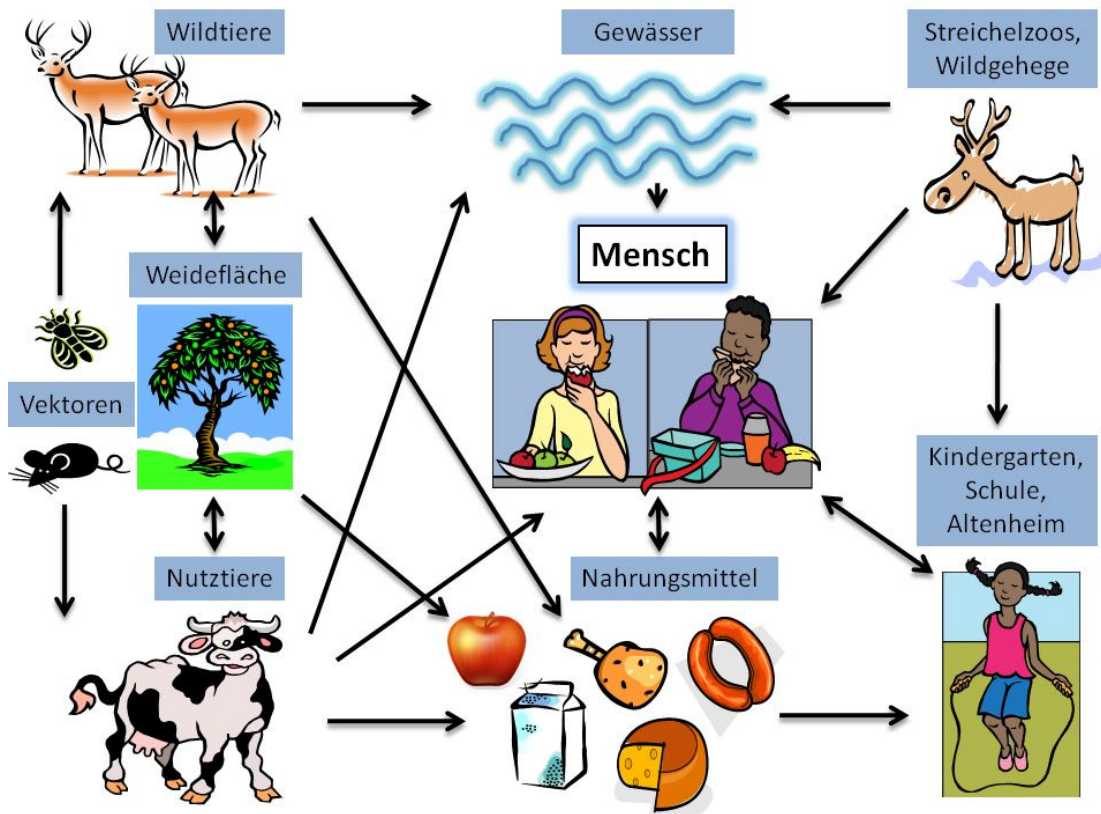 Wildtiere
Gewässer
Streichelzoos,
Wildgehege
Mensch
Weidefläche
Vektoren
Kindergarten,
Schule,
Altenheim
Nutztiere
Nahrungsmittel